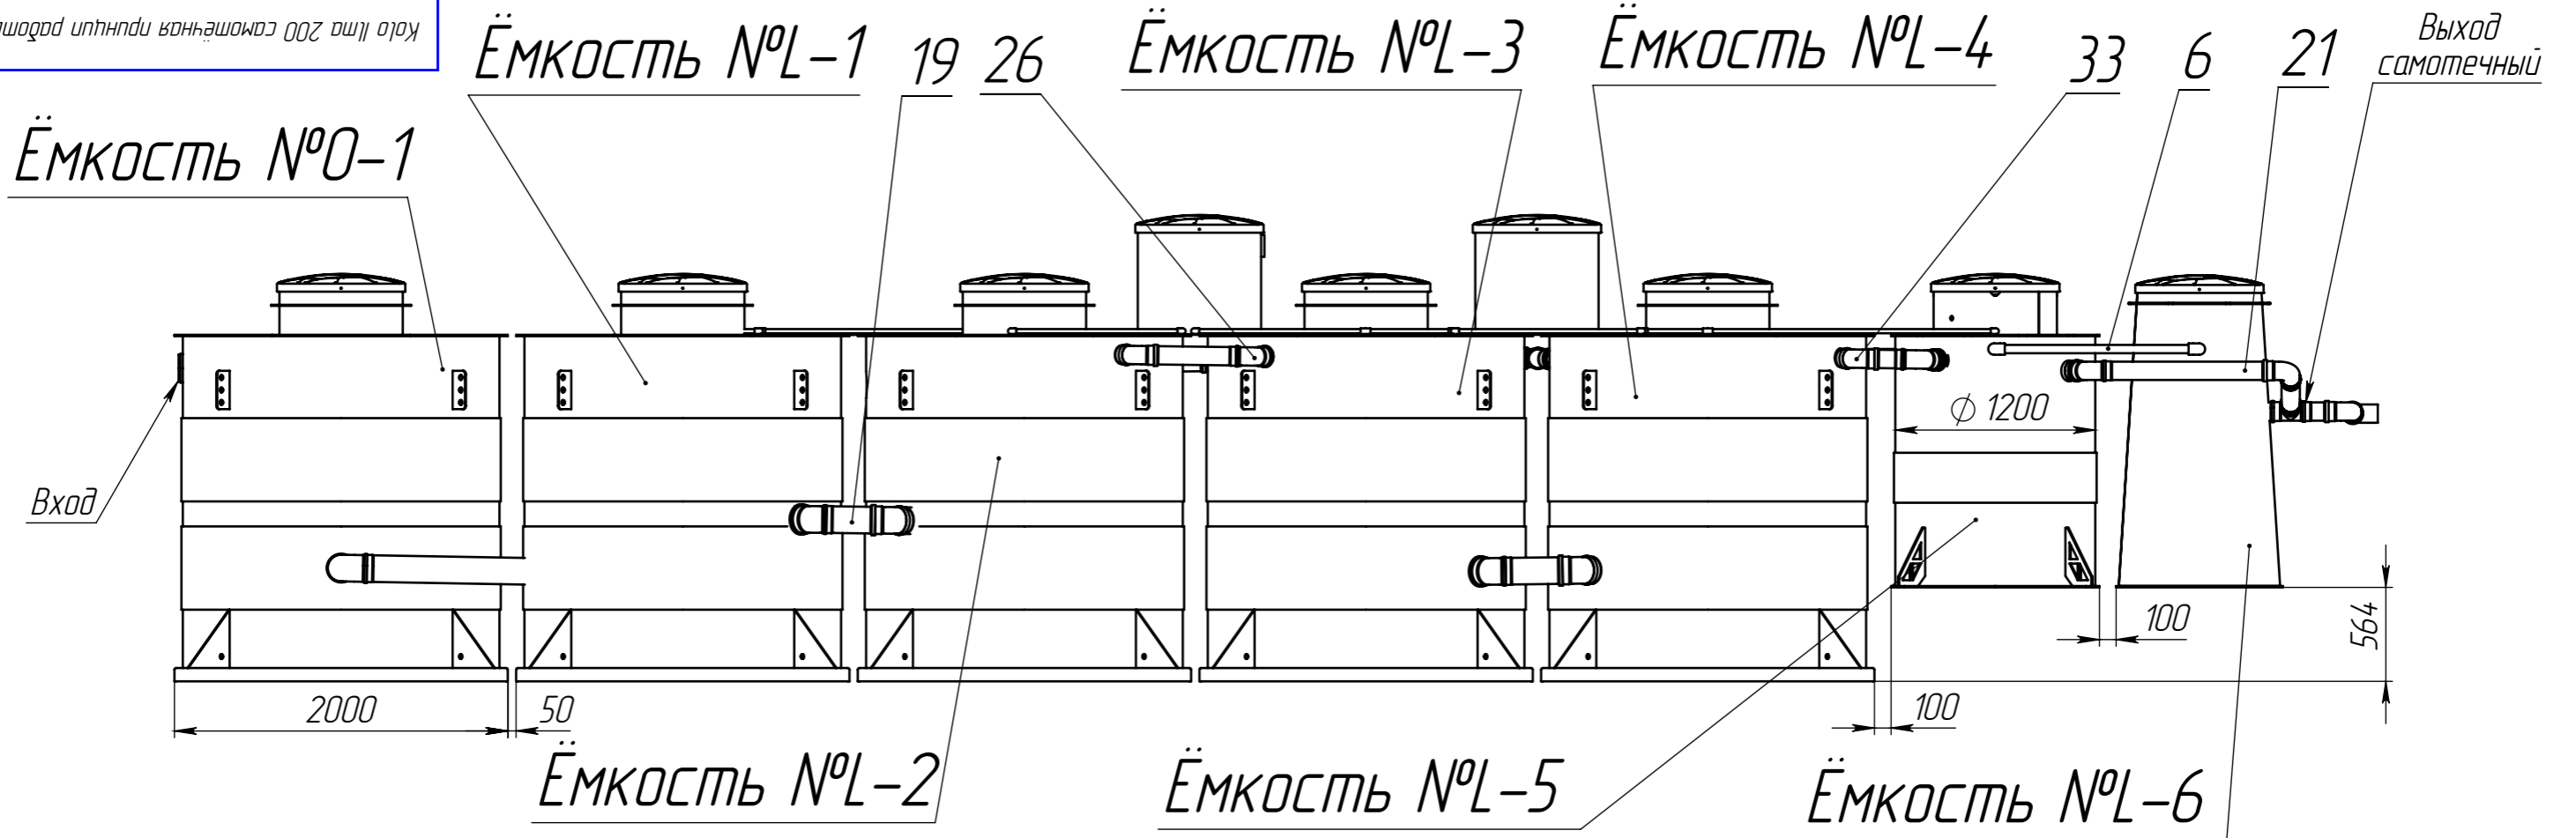 Kolo Ilma 200 самотёчная принцип
Ёмкость №L-1
19
26
Ёмкость №L-3
Ёмкость №L-4
33
6
21
Выход
самотечный
Ёмкость №0-1
Вход
⌀ 1200
2000
50
100
100
564
Ёмкость №L-2
Ёмкость №L-5
Ёмкость №L-6